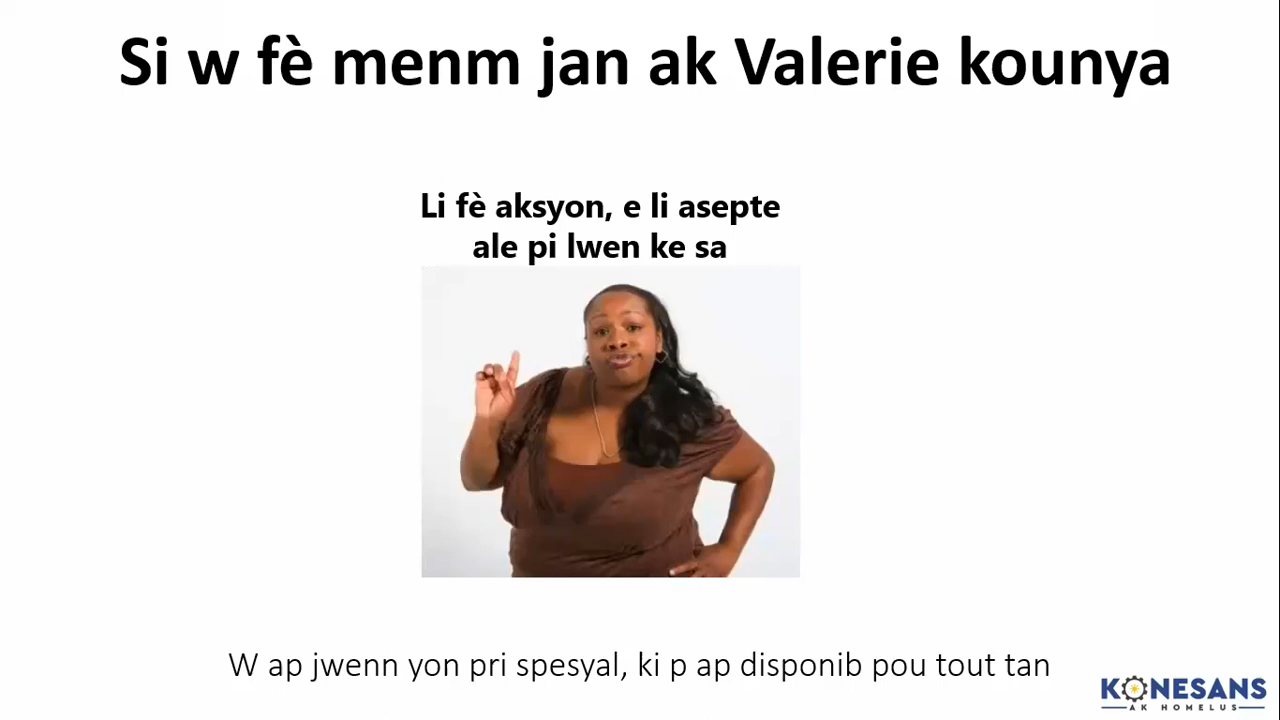 Si w fè menm jan ak Valerie kounya
Li fè aksyon, e li asepte
ale pi lwen ke sa
W ap jwenn yon pri spesyal, ki p ap disponib pou tout tan
KONESANS
AK HOMELUS